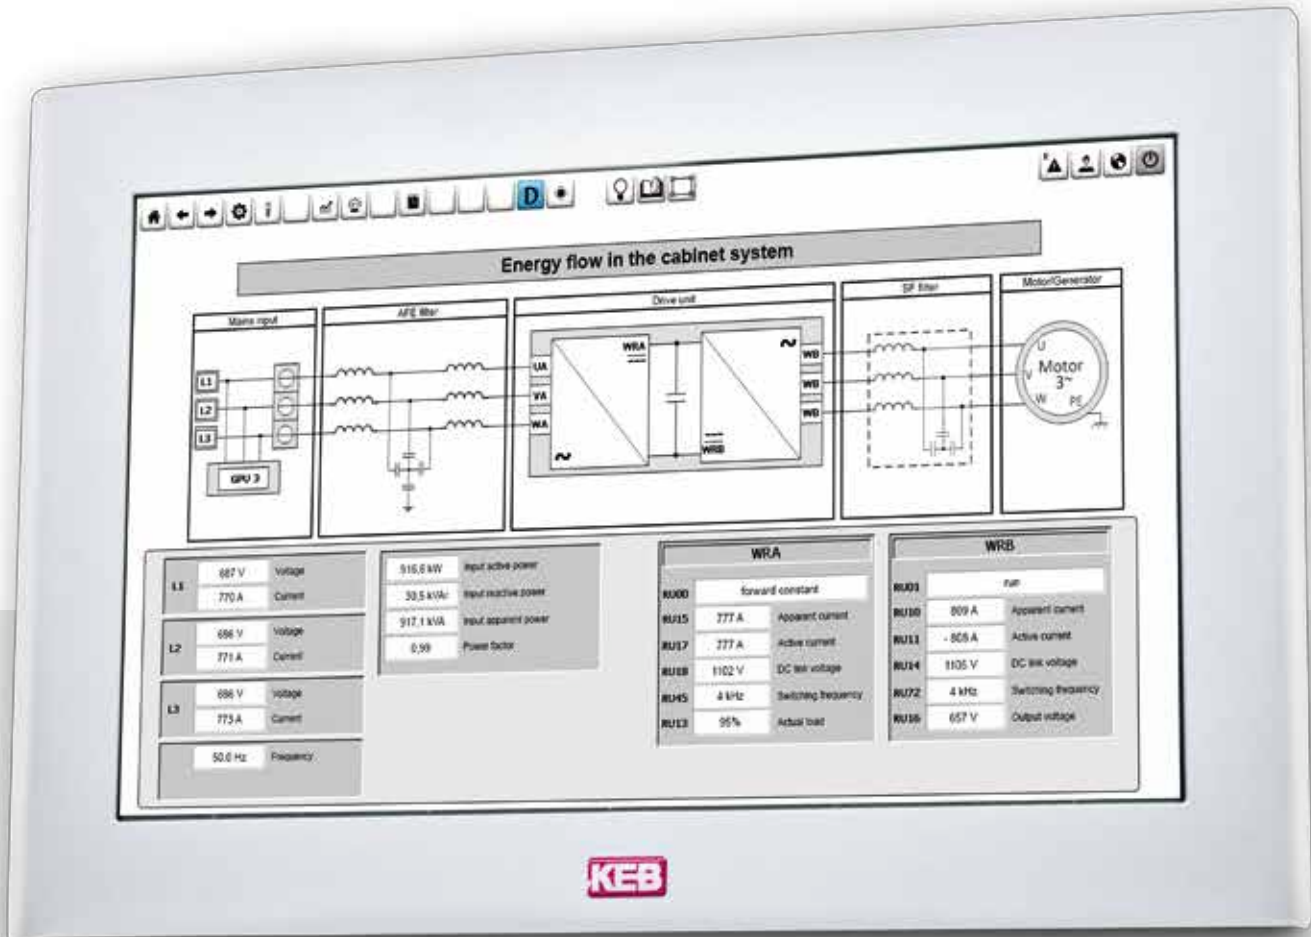 D
Energy flow in the cabinet system
Mains input
AFE filter
Drive unit
SF filter
Motor/Generator
L1
L2
L3
GPU 3
UA
VA
WA
WRA
WRB
WB
WB
WB
U
V
W
PE
Motor
3~
L1
687 V Voltage
770 A Current
L2
686 V Voltage
771 A Current
L3
686 V Voltage
773 A Current
50.0 Hz Frequency
916,6 kW Input active power
30,5 kVAr Input reactive power
917,1 kVA Input apparent power
0,99 Power factor
WRA
RU00 forward constant
RU15 777 A Apparent current
RU17 777 A Active current
RU18 1102 V DC link voltage
RU45 4 kHz Switching frequency
RU13 95% Actual load
WRB
run
RU10 809 A Apparent current
RU11 Active current
RU14 1105 V DC link voltage
RU72 4 kHz Switching frequency
RU16 657 V Output voltage
KEB